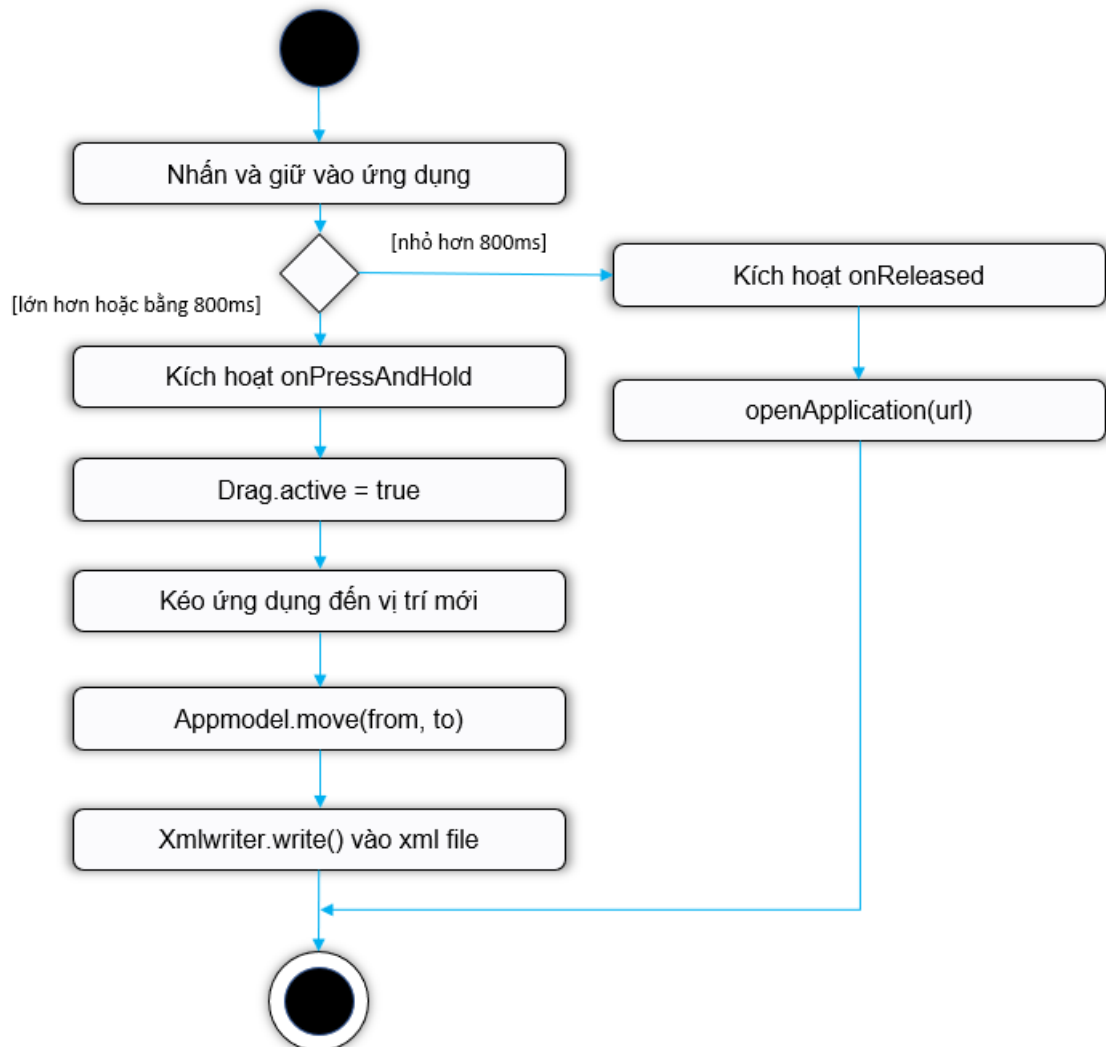 Nhấn và giữ vào ứng dụng
[nhỏ hơn 800ms]
Kích hoạt onReleased
[lớn hơn hoặc bằng 800ms]
Kích hoạt onPressAndHold
openApplication(url)
Drag.active = true
Kéo ứng dụng đến vị trí mới
Appmodel.move(from, to)
Xmlwriter.write() vào xml file